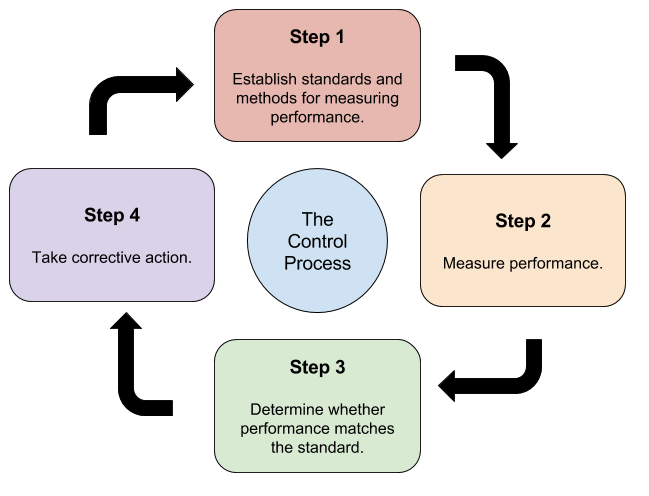 Step 1
Establish standards and
methods for measuring
performance.
Step 2
Measure performance.
Step 3
Determine whether
performance matches
the standard.
Step 4
Take corrective action.
The
Control
Process